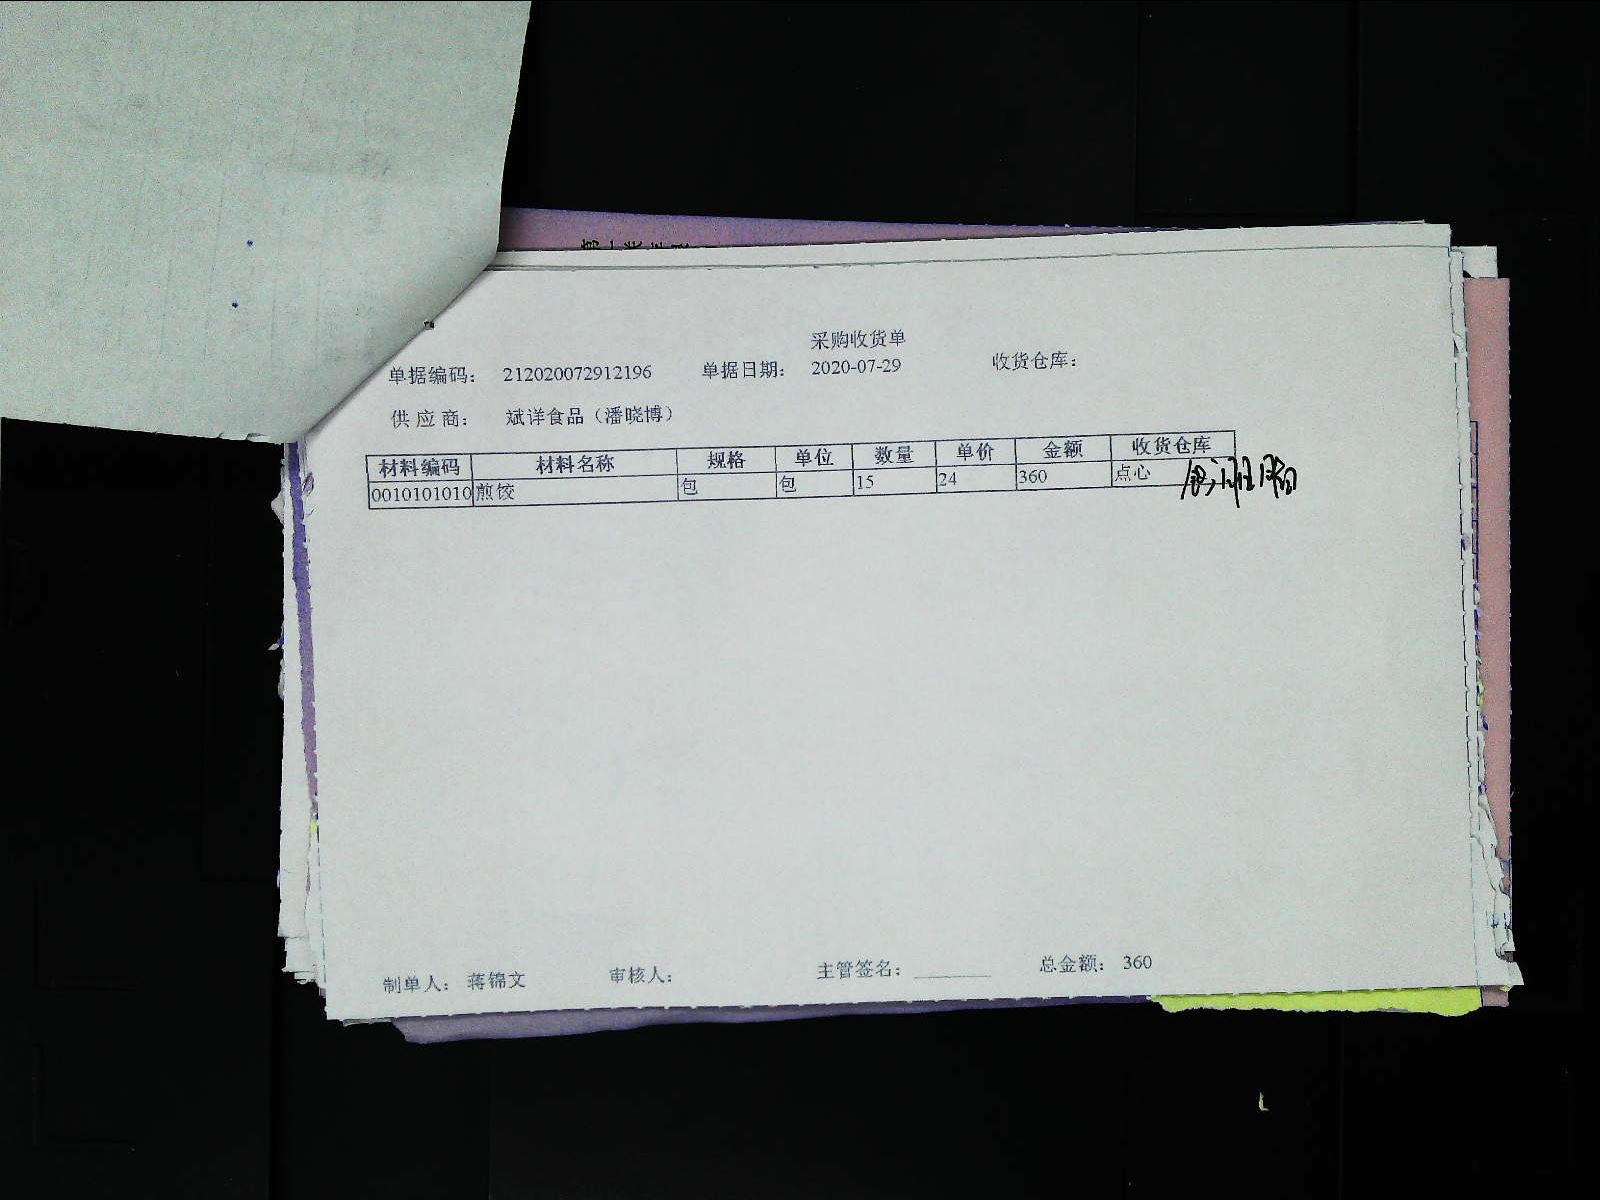 采购收货单
单据编码： 212020072912196 单据日期： 2020-07-29 收货仓库：
供 应 商： 斌洋食品（潘晓博）
材料编码 材料名称 规格 单位 数量 单价 金额 收货仓库
0010101010 煎饺 包 包 15 24 360 点心
制单人： 蒋锦文 审核人： 主管签名： ________ 总金额： 360